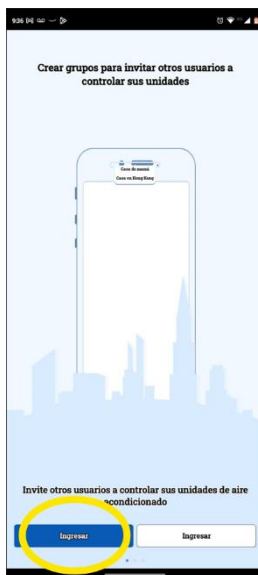 9:36
Crear grupos para invitar otros usuarios a
controlar sus unidades
Casa de mamá
Casa en Hong Kong
Invite otros usuarios a controlar sus unidades de aire
acondicionado
Ingresar
Ingresar